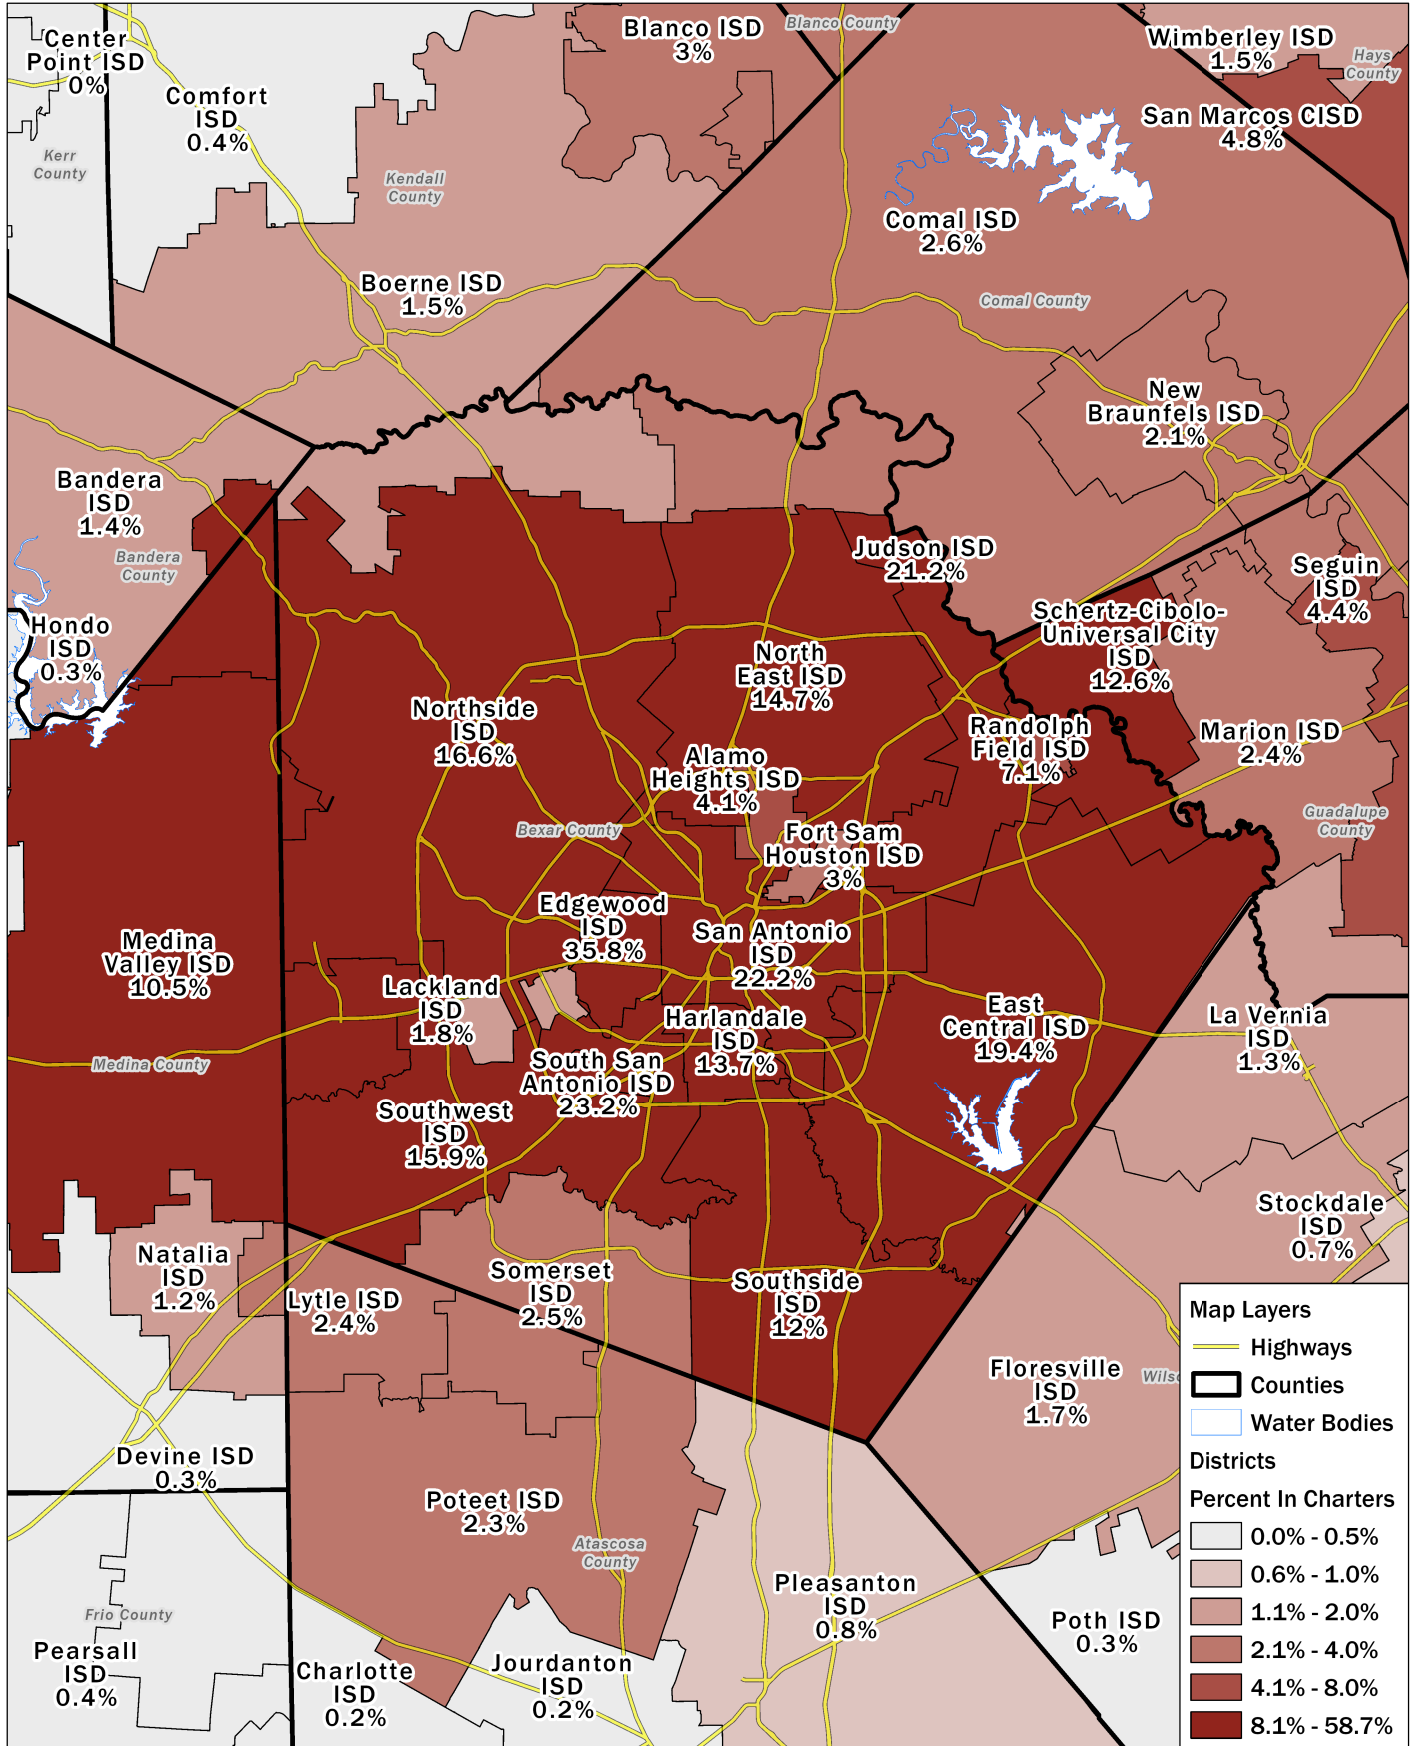 Blanco ISD
3%
Blanco County
Center
Point ISD
0%
Wimberley ISD
1.5%
Hays
County
Comfort
ISD
0.4%
San Marcos CISD
4.8%
Kerr
County
Kendall
County
Comal ISD
2.6%
Boerne ISD
1.5%
Comal County
New
Braunfels ISD
2.1%
Bandera
ISD
1.4%
Bandera
County
Judson ISD
21.2%
Seguin
ISD
4.4%
Schertz-Cibolo-
Universal City
ISD
12.6%
Hondo
ISD
0.3%
North
East ISD
14.7%
Northside
ISD
16.6%
Randolph
Field ISD
7.1%
Marion ISD
2.4%
Alamo
Heights ISD
4.1%
Bexar County
Fort Sam
Houston ISD
3%
Guadalupe
County
Edgewood
ISD
35.8%
San Antonio
ISD
22.2%
Medina
Valley ISD
10.5%
Lackland
ISD
1.8%
Harlandale
ISD
13.7%
East
Central ISD
19.4%
La Vernia
ISD
1.3%
Medina County
South San
Antonio ISD
23.2%
Southwest
ISD
15.9%
Stockdale
ISD
0.7%
Natalia
ISD
1.2%
Lytle ISD
2.4%
Somerset
ISD
2.5%
Southside
ISD
12%
Floresville
ISD
1.7%
Wils
Devine ISD
0.3%
Poteet ISD
2.3%
Atascosa
County
Pleasanton
ISD
0.8%
Poth ISD
0.3%
Frio County
Pearsall
ISD
0.4%
Charlotte
ISD
0.2%
Jourdanton
ISD
0.2%
Map Layers
Highways
Counties
Water Bodies
Districts
Percent In Charters
0.0% - 0.5%
0.6% - 1.0%
1.1% - 2.0%
2.1% - 4.0%
4.1% - 8.0%
8.1% - 58.7%